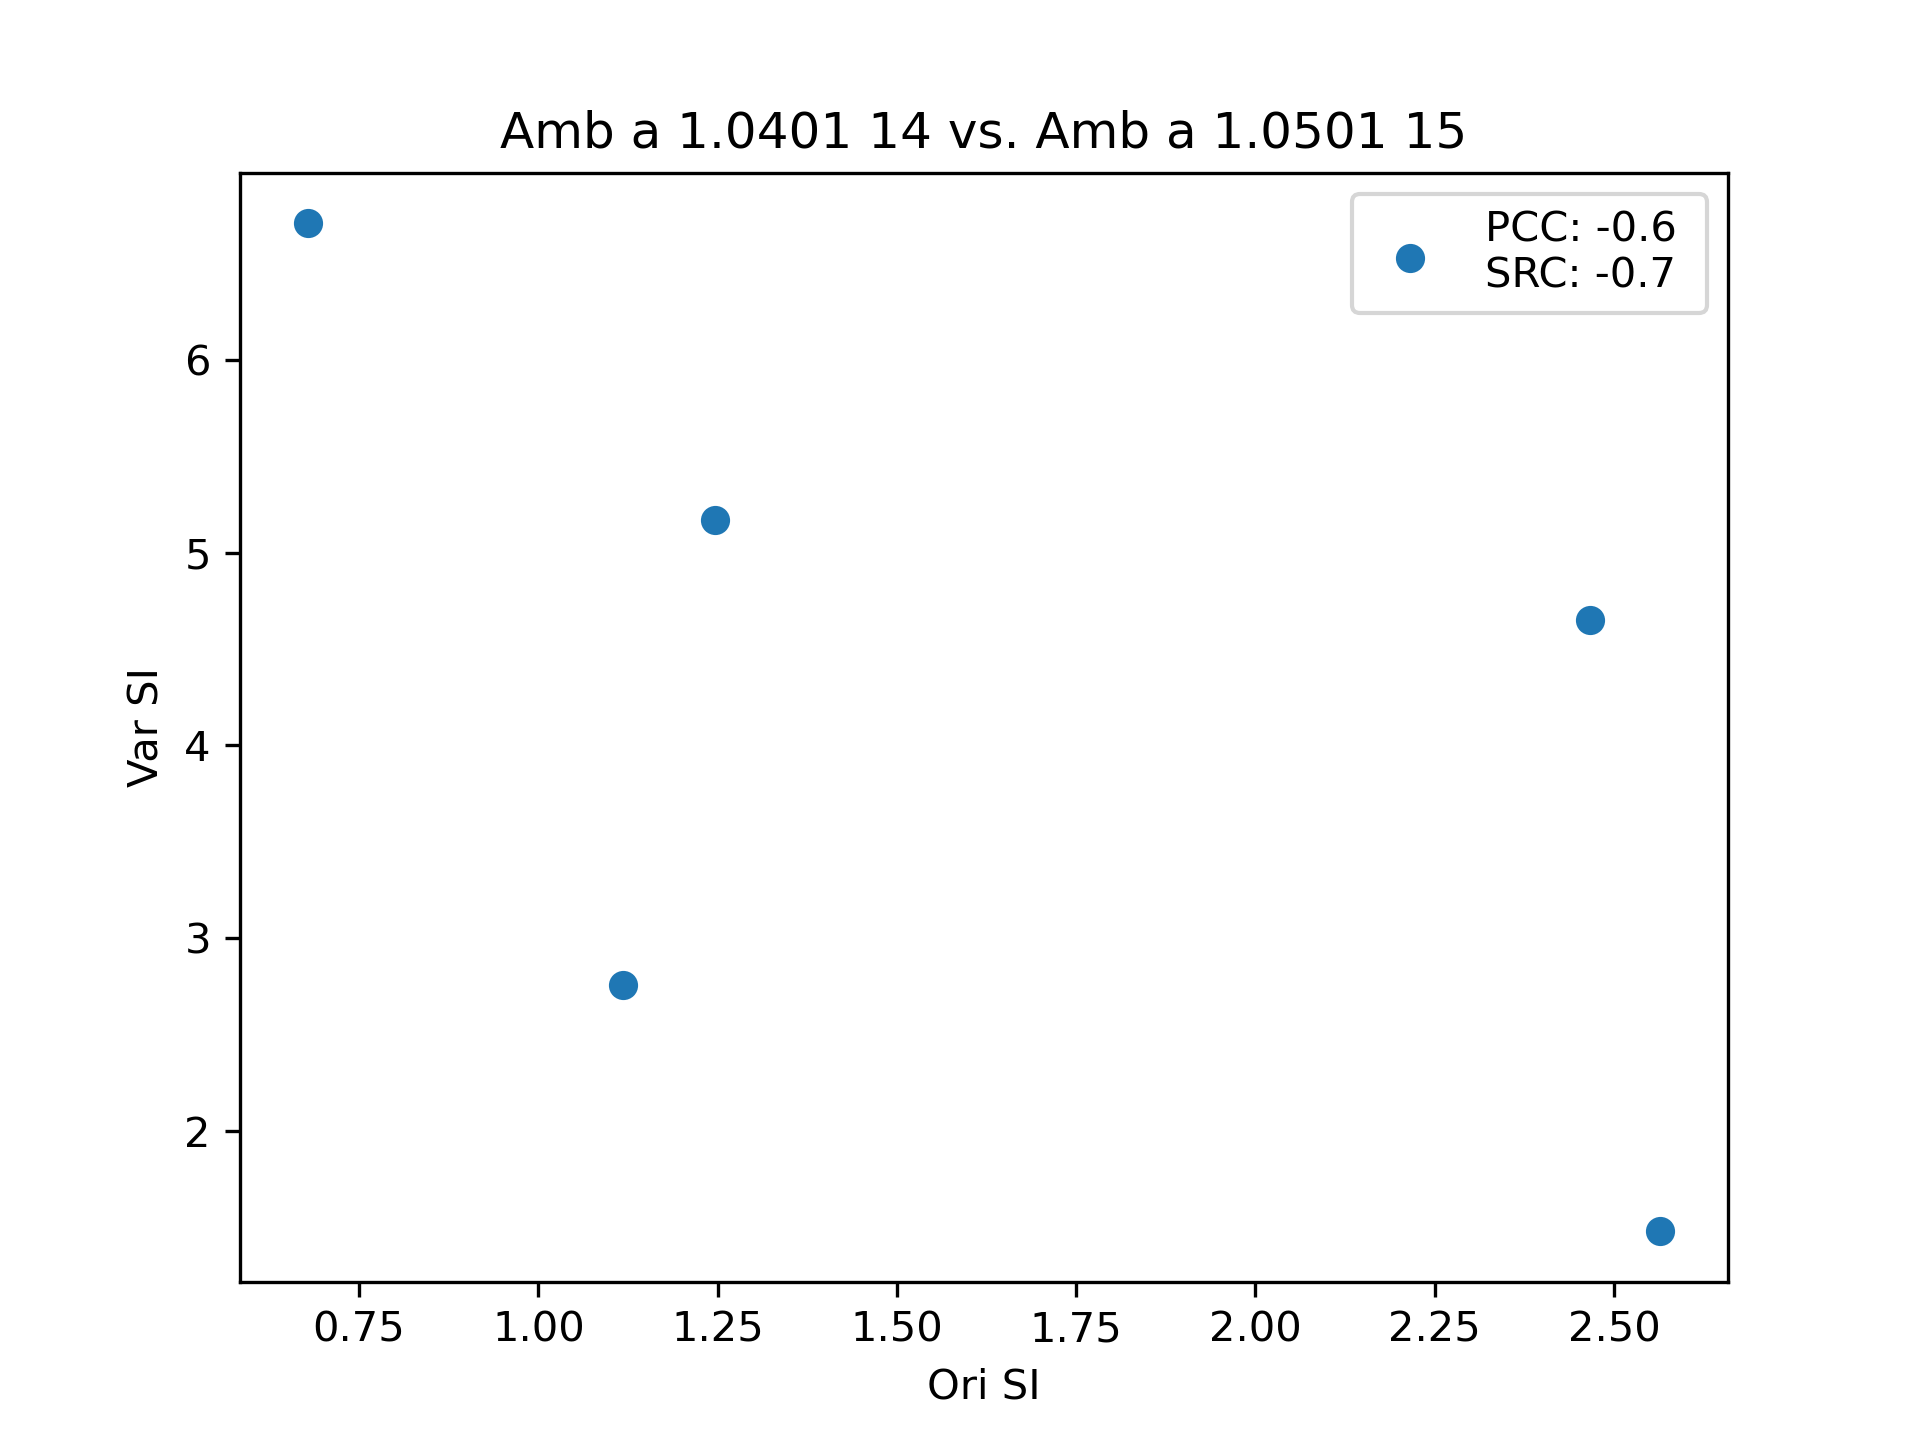 Amb a 1.0401 14 vs. Amb a 1.0501 15
PCC: -0.6
SRC: -0.7
6
5
4
3
2
Var SI
0.75 1.00 1.25 1.50 1.75 2.00 2.25 2.50
Ori SI